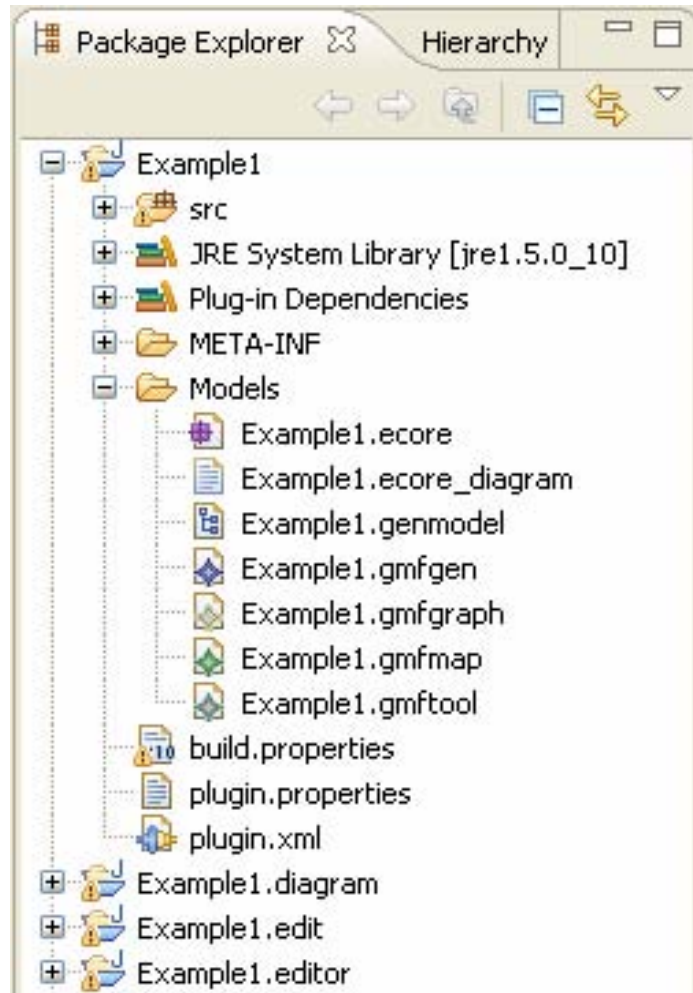 Package Explorer Hierarchy
Example1
src
JRE System Library [jre1.5.0_10]
Plug-in Dependencies
META-INF
Models
Example1.ecore
Example1.ecore_diagram
Example1.genmodel
Example1.gmfgen
Example1.gmfgraph
Example1.gmfmap
Example1.gmftool
build.properties
plugin.properties
plugin.xml
Example1.diagram
Example1.edit
Example1.editor